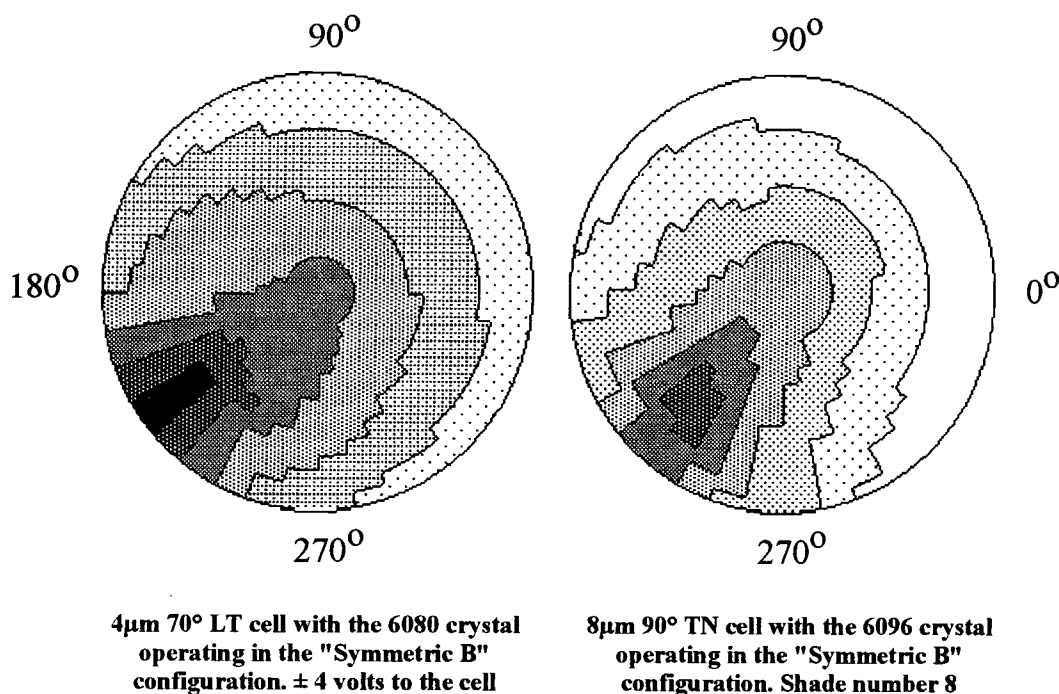 90°
90°
180°
0°
270°
270°
4µm 70° LT cell with the 6080 crystal
operating in the "Symmetric B"
configuration. ± 4 volts to the cell
8µm 90° TN cell with the 6096 crystal
operating in the "Symmetric B"
configuration. Shade number 8